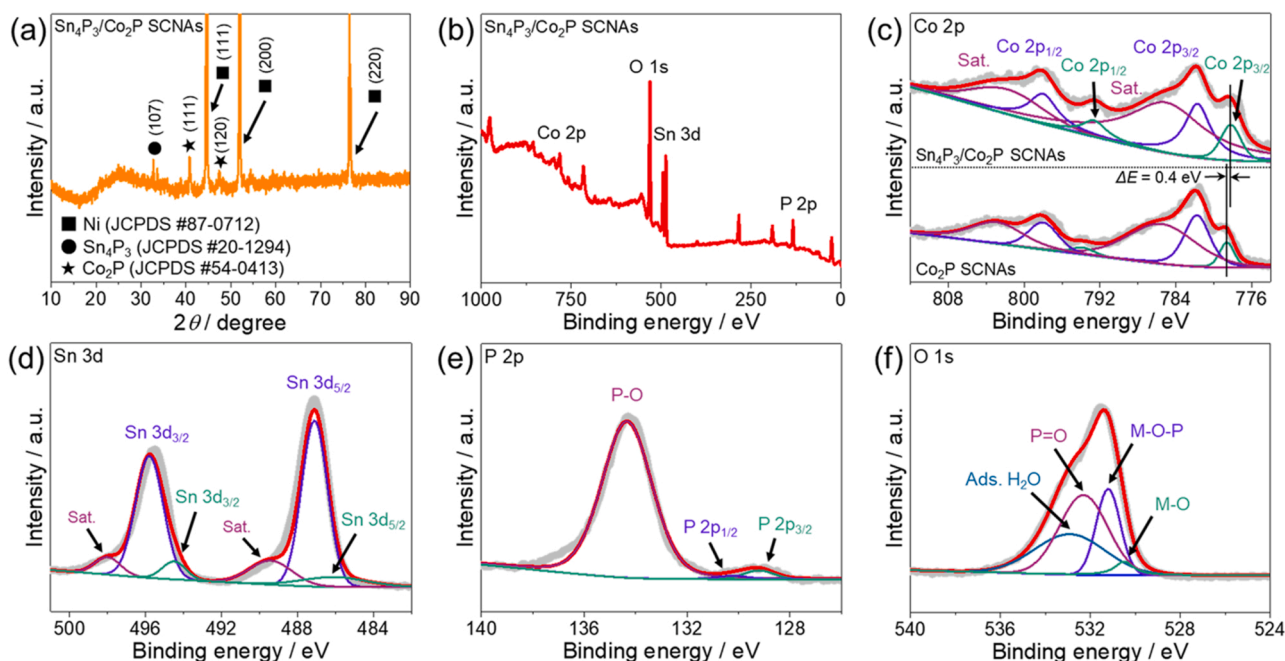 (a)
Sn₄P₃/Co₂P SCNAs
(107)
(111)
(120)
(111)
(200)
(220)
■ Ni (JCPDS #87-0712)
● Sn₄P₃ (JCPDS #20-1294)
★ Co₂P (JCPDS #54-0413)
10 20 30 40 50 60 70 80 90
2θ / degree
Intensity / a.u.
(b)
Sn₄P₃/Co₂P SCNAs
O 1s
Co 2p
Sn 3d
P 2p
1000 750 500 250 0
Binding energy / eV
Intensity / a.u.
(c)
Co 2p
Co 2p₁/₂
Co 2p₃/₂
Sat.
Co 2p₁/₂
Sat.
Co 2p₃/₂
Sn₄P₃/Co₂P SCNAs
ΔE = 0.4 eV
Co₂P SCNAs
808 800 792 784 776
Binding energy / eV
Intensity / a.u.
(d)
Sn 3d
Sn 3d₅/₂
Sn 3d₃/₂
Sn 3d₃/₂
Sat.
Sat.
Sn 3d₅/₂
500 496 492 488 484
Binding energy / eV
Intensity / a.u.
(e)
P 2p
P-O
P 2p₁/₂
P 2p₃/₂
140 136 132 128
Binding energy / eV
Intensity / a.u.
(f)
O 1s
P=O
M-O-P
Ads. H₂O
M-O
540 536 532 528 524
Binding energy / eV
Intensity / a.u.